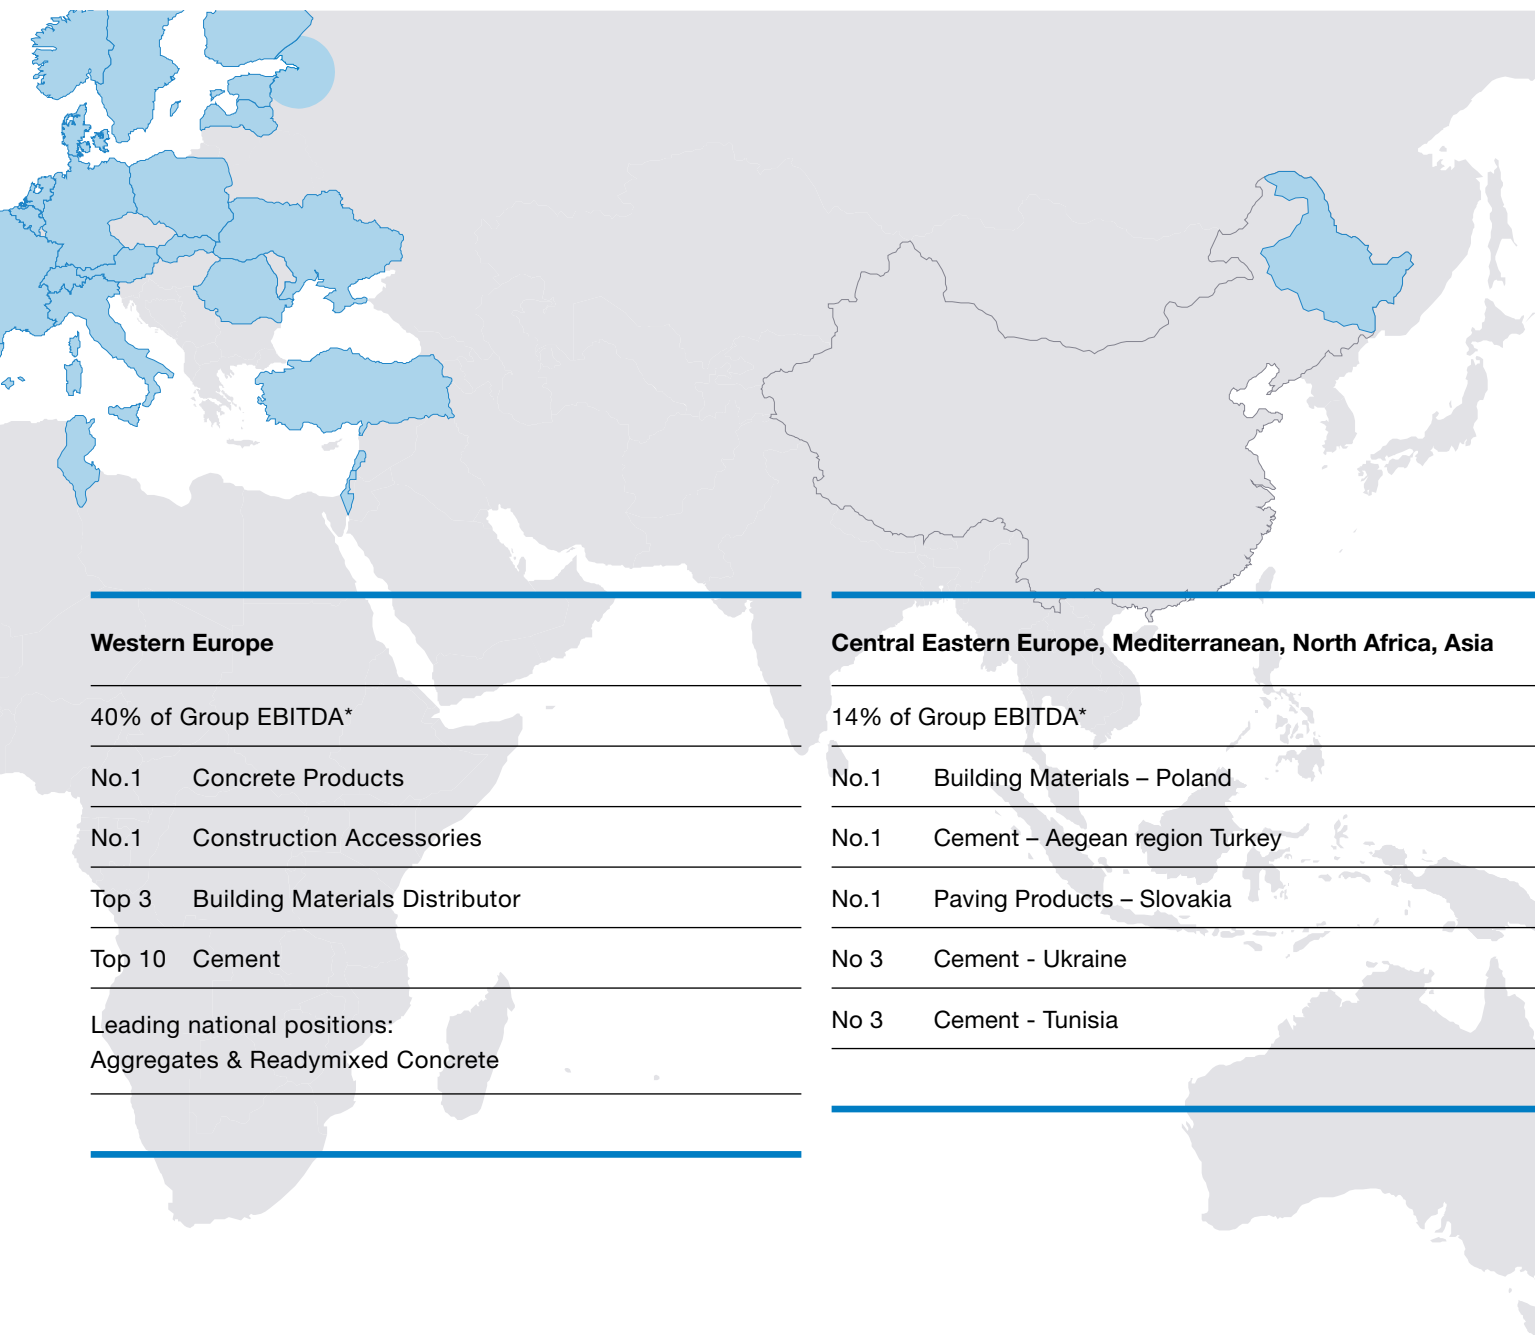 Western Europe
40% of Group EBITDA*
No.1 Concrete Products
No.1 Construction Accessories
Top 3 Building Materials Distributor
Top 10 Cement
Leading national positions:
Aggregates & Readymixed Concrete
Central Eastern Europe, Mediterranean, North Africa, Asia
14% of Group EBITDA*
No.1 Building Materials – Poland
No.1 Cement – Aegean region Turkey
No.1 Paving Products – Slovakia
No 3 Cement - Ukraine
No 3 Cement - Tunisia